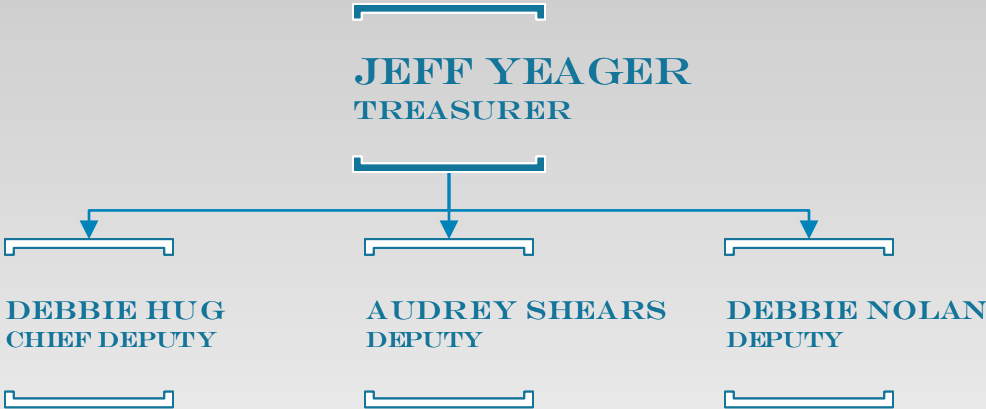 JEFF YEAGER
TREASURER
DEBBIE HUG
CHIEF DEPUTY
AUDREY SHEARS
DEPUTY
DEBBIE NOLAN
DEPUTY